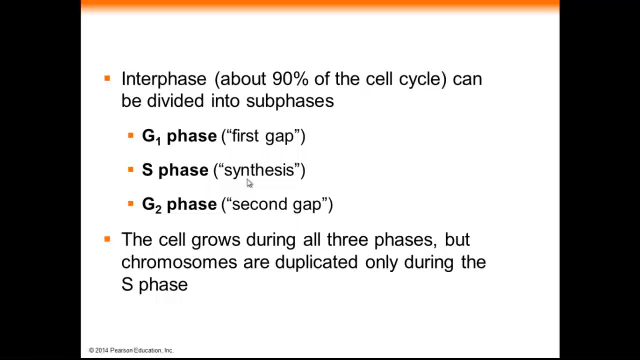 Interphase (about 90% of the cell cycle) can
be divided into subphases
G₁ phase (“first gap”)
S phase (“synthesis”)
G₂ phase (“second gap”)
The cell grows during all three phases, but
chromosomes are duplicated only during the
S phase
© 2014 Pearson Education, Inc.